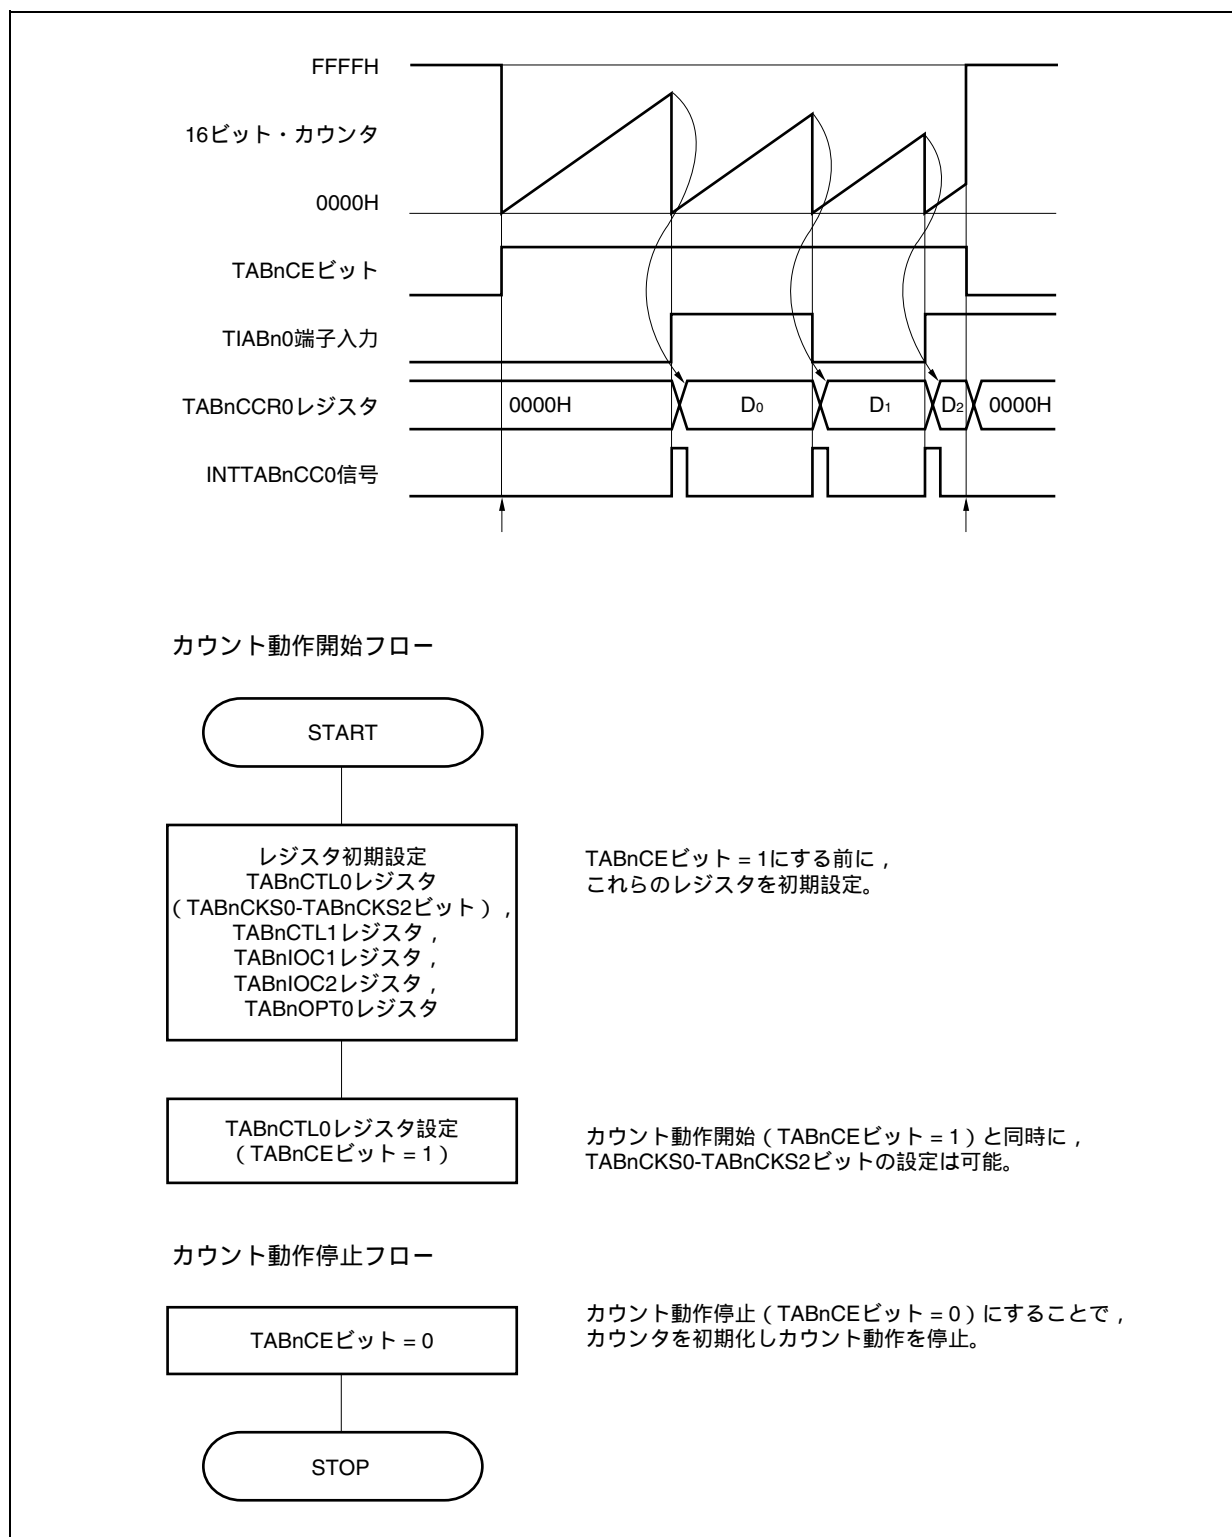 FFFFH
16ビット・カウンタ
0000H
TABnCEビット
TIABn0端子入力
TABnCCR0レジスタ
0000H
D0
D1
D2
0000H
INTTABnCC0信号
カウント動作開始フロー
START
レジスタ初期設定
TABnCTL0レジスタ
(TABnCKS0-TABnCKS2ビット),
TABnCTL1レジスタ,
TABnIOC1レジスタ,
TABnIOC2レジスタ,
TABnOPT0レジスタ
TABnCEビット = 1にする前に,
これらのレジスタを初期設定。
TABnCTL0レジスタ設定
(TABnCEビット = 1)
カウント動作開始(TABnCEビット = 1)と同時に,
TABnCKS0-TABnCKS2ビットの設定は可能。
カウント動作停止フロー
TABnCEビット = 0
カウント動作停止(TABnCEビット = 0)にすることで,
カウンタを初期化しカウント動作を停止。
STOP